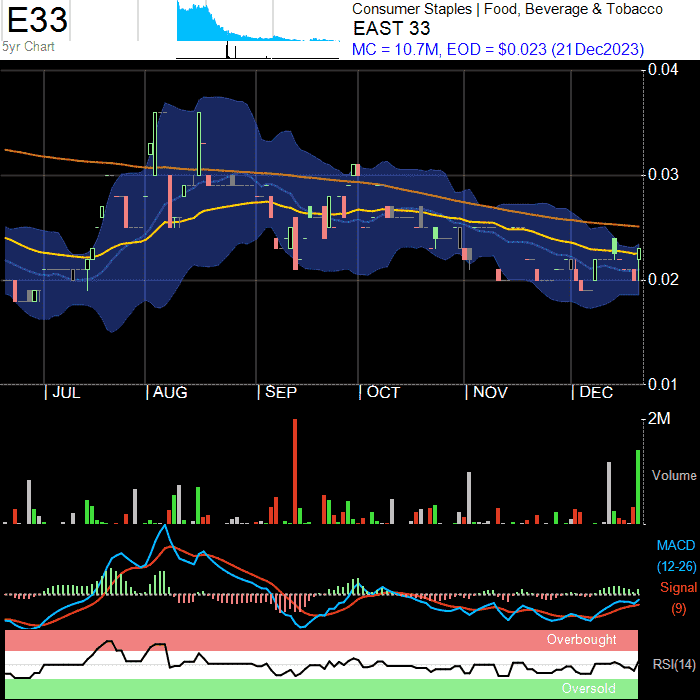 E33
5yr Chart
Consumer Staples | Food, Beverage & Tobacco
EAST 33
MC = 10.7M, EOD = $0.023 (21Dec2023)
0.04
0.03
0.02
0.01
| JUL | AUG | SEP | OCT | NOV | DEC
2M
Volume
MACD
(12-26)
Signal
(9)
Overbought
RSI(14)
Oversold